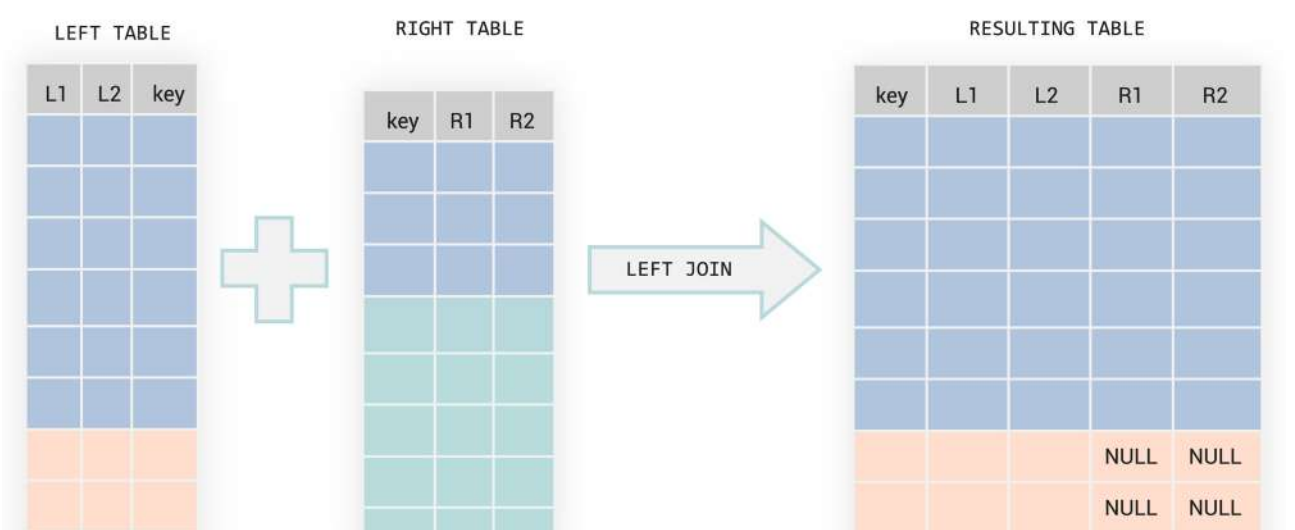 LEFT TABLE
L1 L2 key
RIGHT TABLE
key R1 R2
LEFT JOIN
RESULTING TABLE
key L1 L2 R1 R2
NULL NULL
NULL NULL